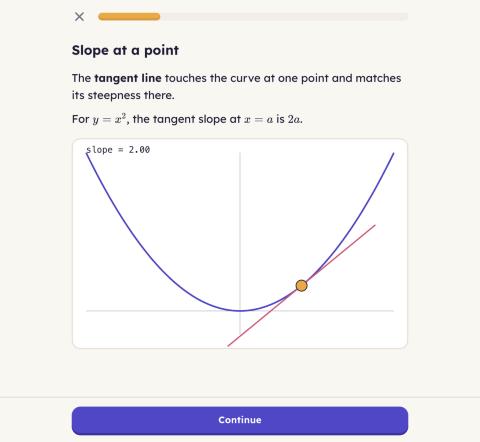 Slope at a point
The tangent line touches the curve at one point and matches
its steepness there.
For y = x², the tangent slope at x = a is 2a.
slope = 2.00
Continue